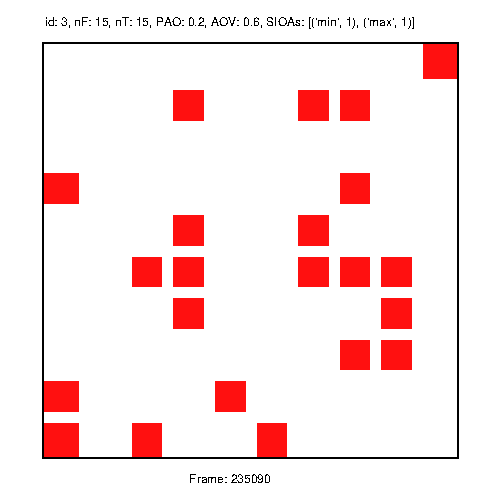 id: 3, nF: 15, nT: 15, PAO: 0.2, AOV: 0.6, SIOAs: [('min', 1), ('max', 1)]
Frame: 235090